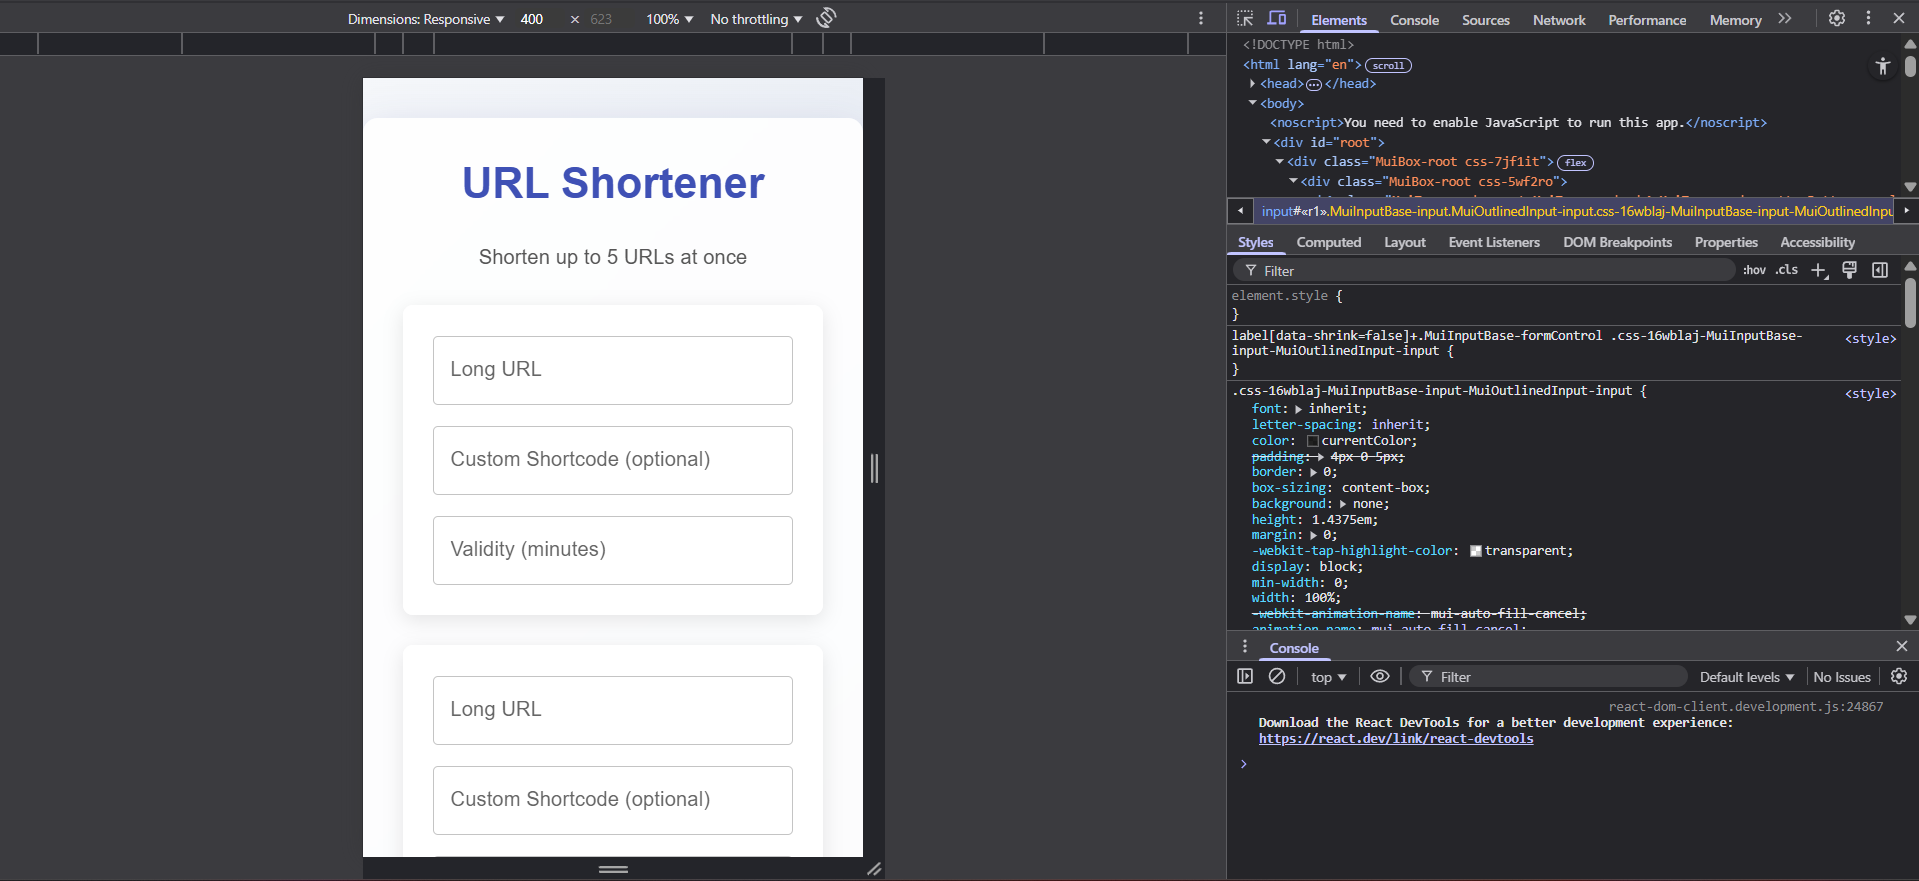 Dimensions: Responsive ▼ 400 × 623 100% ▼ No throttling ▼
URL Shortener
Shorten up to 5 URLs at once
Long URL
Custom Shortcode (optional)
Validity (minutes)
Long URL
Custom Shortcode (optional)
Elements Console Sources Network Performance Memory
<!DOCTYPE html>
<html lang="en"> scroll
<head> … </head>
<body>
<noscript>You need to enable JavaScript to run this app.</noscript>
<div id="root">
<div class="MuiBox-root css-7jf1it"> flex
<div class="MuiBox-root css-5wf2ro">
input#«r1».MuiInputBase-input.MuiOutlinedInput-input.css-16wblaj-MuiInputBase-input-MuiOutlinedInpu
Styles Computed Layout Event Listeners DOM Breakpoints Properties Accessibility
Filter :hov .cls
element.style {
}
label[data-shrink=false]+.MuiInputBase-formControl .css-16wblaj-MuiInputBase- <style>
input-MuiOutlinedInput-input {
}
.css-16wblaj-MuiInputBase-input-MuiOutlinedInput-input { <style>
font: ▶ inherit;
letter-spacing: inherit;
color: currentColor;
padding: ▶ 4px 0 5px;
border: ▶ 0;
box-sizing: content-box;
background: ▶ none;
height: 1.4375em;
margin: ▶ 0;
-webkit-tap-highlight-color: transparent;
display: block;
min-width: 0;
width: 100%;
-webkit-animation-name: mui-auto-fill-cancel;
animation-name: mui-auto-fill-cancel;
Console
top ▼ Filter Default levels ▼ No Issues
react-dom-client.development.js:24867
Download the React DevTools for a better development experience:
https://react.dev/link/react-devtools